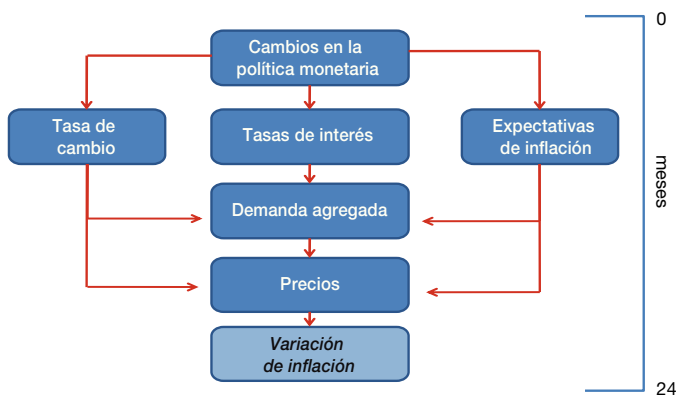 0
Cambios en la
política monetaria
Tasa de
cambio
Tasas de interés
Expectativas
de inflación
meses
Demanda agregada
Precios
Variación
de inflación
24